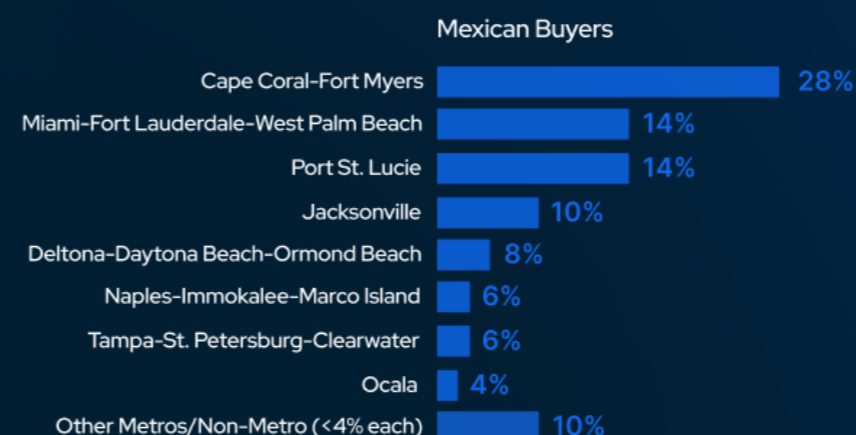 Mexican Buyers
Cape Coral-Fort Myers 28%
Miami-Fort Lauderdale-West Palm Beach 14%
Port St. Lucie 14%
Jacksonville 10%
Deltona-Daytona Beach-Ormond Beach 8%
Naples-Immokalee-Marco Island 6%
Tampa-St. Petersburg-Clearwater 6%
Ocala 4%
Other Metros/Non-Metro (<4% each) 10%